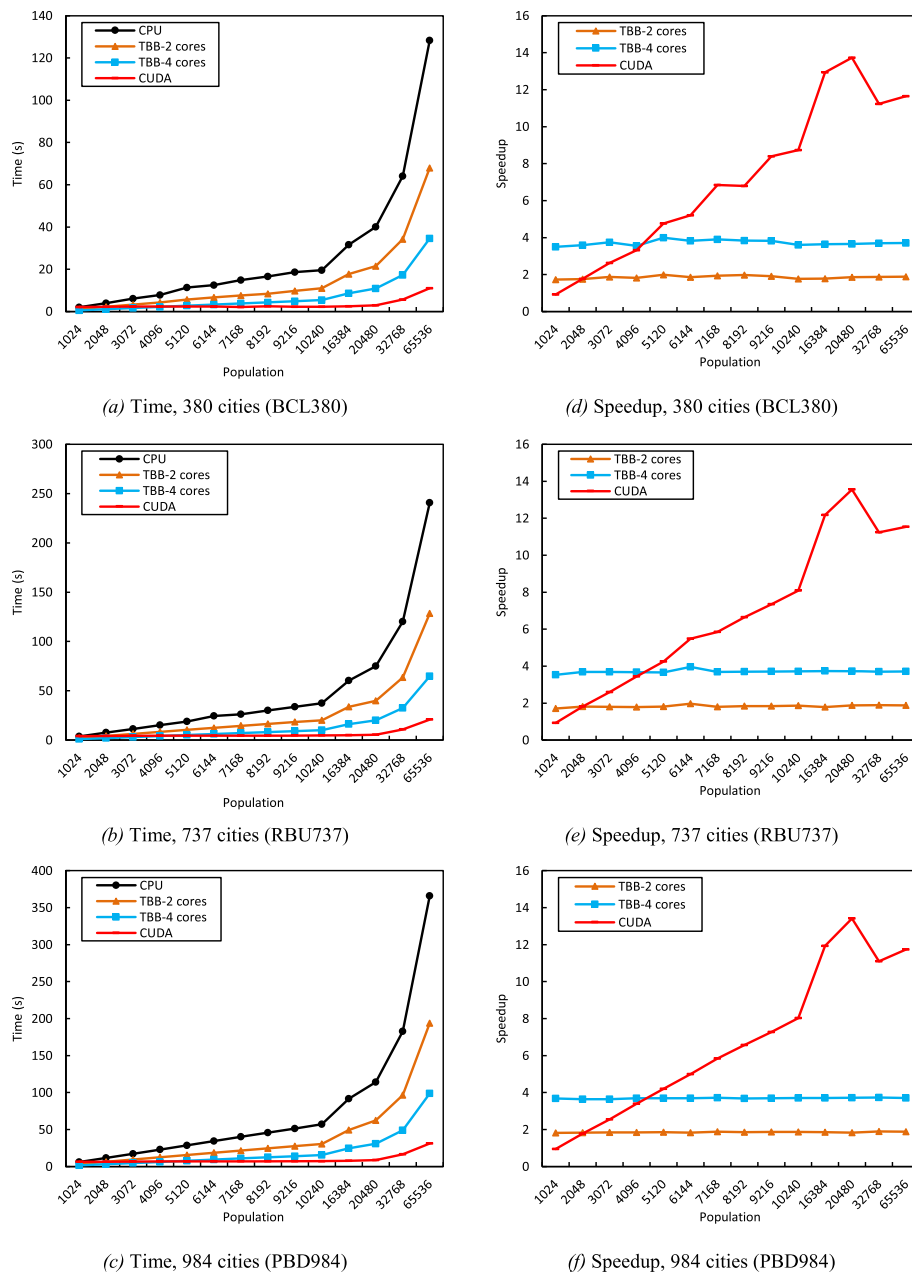 140
120
100
80
60
40
20
0
Time (s)
CPU
TBB-2 cores
TBB-4 cores
CUDA
1024 2048 3072 4096 5120 6144 7168 8192 9216 10240 16384 20480 32768 65536
Population
(a) Time, 380 cities (BCL380)
16
14
12
10
8
6
4
2
0
Speedup
TBB-2 cores
TBB-4 cores
CUDA
1024 2048 3072 4096 5120 6144 7168 8192 9216 10240 16384 20480 32768 65536
Population
(d) Speedup, 380 cities (BCL380)
300
250
200
150
100
50
0
Time (s)
CPU
TBB-2 cores
TBB-4 cores
CUDA
1024 2048 3072 4096 5120 6144 7168 8192 9216 10240 16384 20480 32768 65536
Population
(b) Time, 737 cities (RBU737)
16
14
12
10
8
6
4
2
0
Speedup
TBB-2 cores
TBB-4 cores
CUDA
1024 2048 3072 4096 5120 6144 7168 8192 9216 10240 16384 20480 32768 65536
Population
(e) Speedup, 737 cities (RBU737)
400
350
300
250
200
150
100
50
0
Time (s)
CPU
TBB-2 cores
TBB-4 cores
CUDA
1024 2048 3072 4096 5120 6144 7168 8192 9216 10240 16384 20480 32768 65536
Population
(c) Time, 984 cities (PBD984)
16
14
12
10
8
6
4
2
0
Speedup
TBB-2 cores
TBB-4 cores
CUDA
1024 2048 3072 4096 5120 6144 7168 8192 9216 10240 16384 20480 32768 65536
Population
(f) Speedup, 984 cities (PBD984)